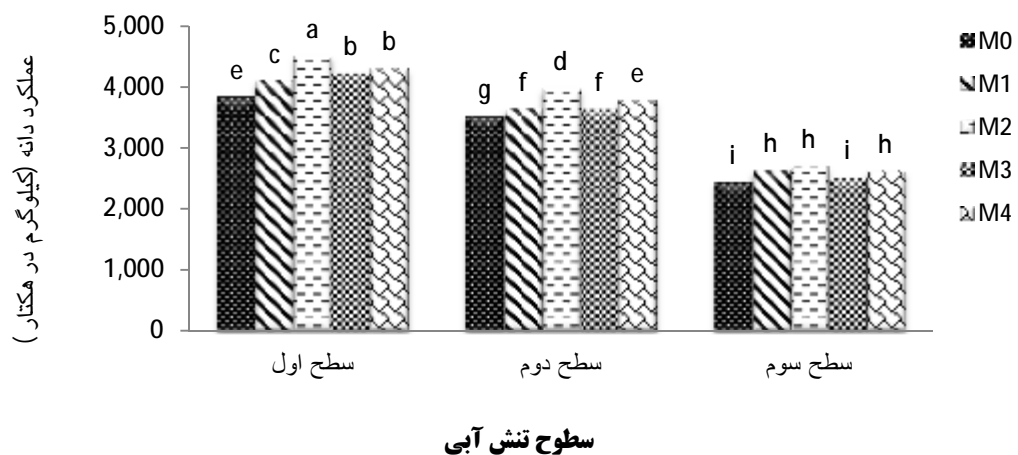 عملکرد دانه (کیلوگرم در هکتار )
5,000
4,000
3,000
2,000
1,000
0
e c a b b
g f d f e
i h h i h
سطح اول
سطح دوم
سطح سوم
سطوح تنش آبی
M0
M1
M2
M3
M4